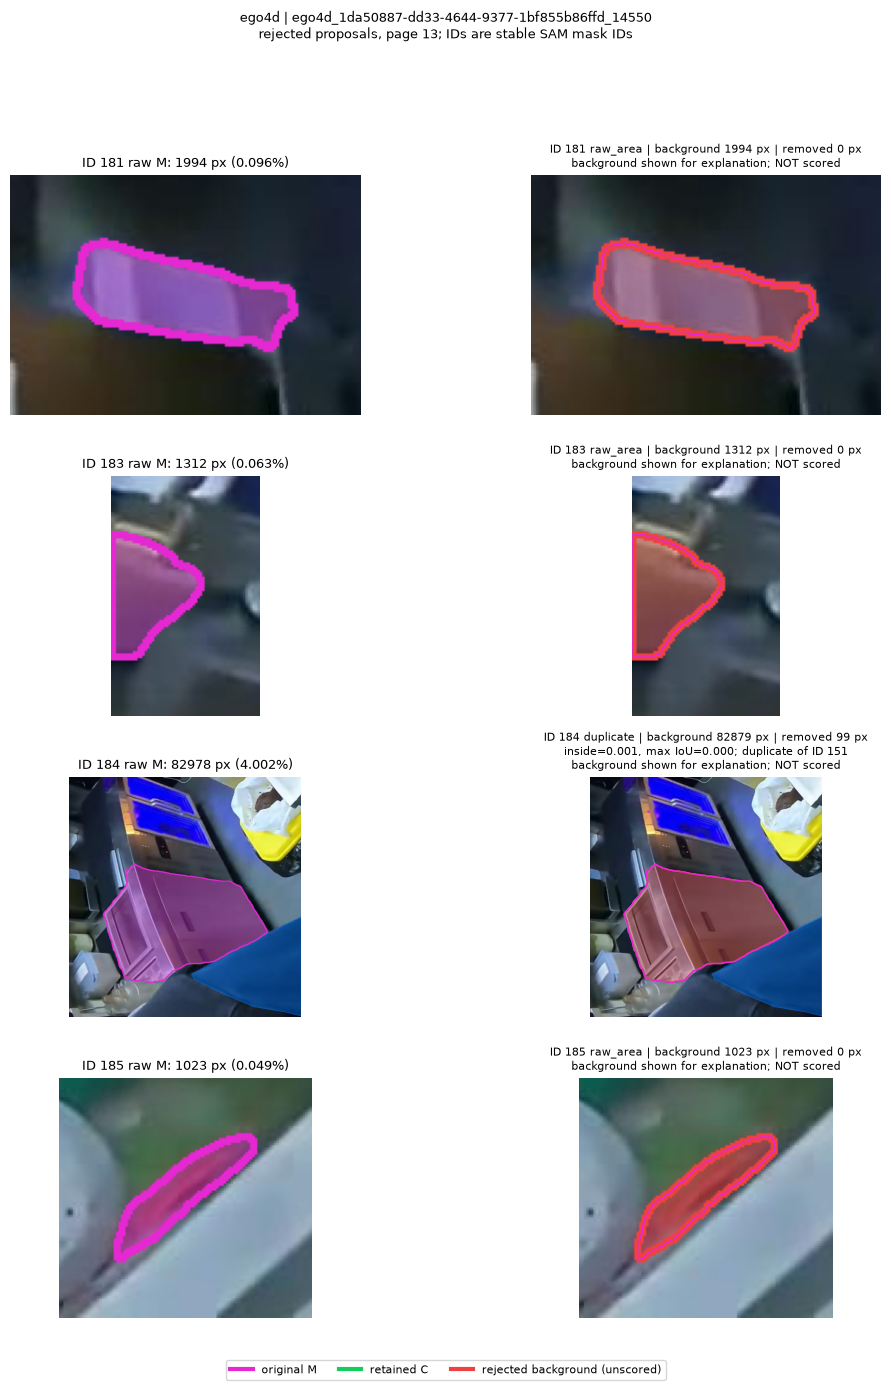 ego4d | ego4d_1da50887-dd33-4644-9377-1bf855b86ffd_14550
rejected proposals, page 13; IDs are stable SAM mask IDs
ID 181 raw M: 1994 px (0.096%)
ID 181 raw_area | background 1994 px | removed 0 px
background shown for explanation; NOT scored
ID 183 raw M: 1312 px (0.063%)
ID 183 raw_area | background 1312 px | removed 0 px
background shown for explanation; NOT scored
ID 184 raw M: 82978 px (4.002%)
ID 184 duplicate | background 82879 px | removed 99 px
inside=0.001, max IoU=0.000; duplicate of ID 151
background shown for explanation; NOT scored
ID 185 raw M: 1023 px (0.049%)
ID 185 raw_area | background 1023 px | removed 0 px
background shown for explanation; NOT scored
original M
retained C
rejected background (unscored)